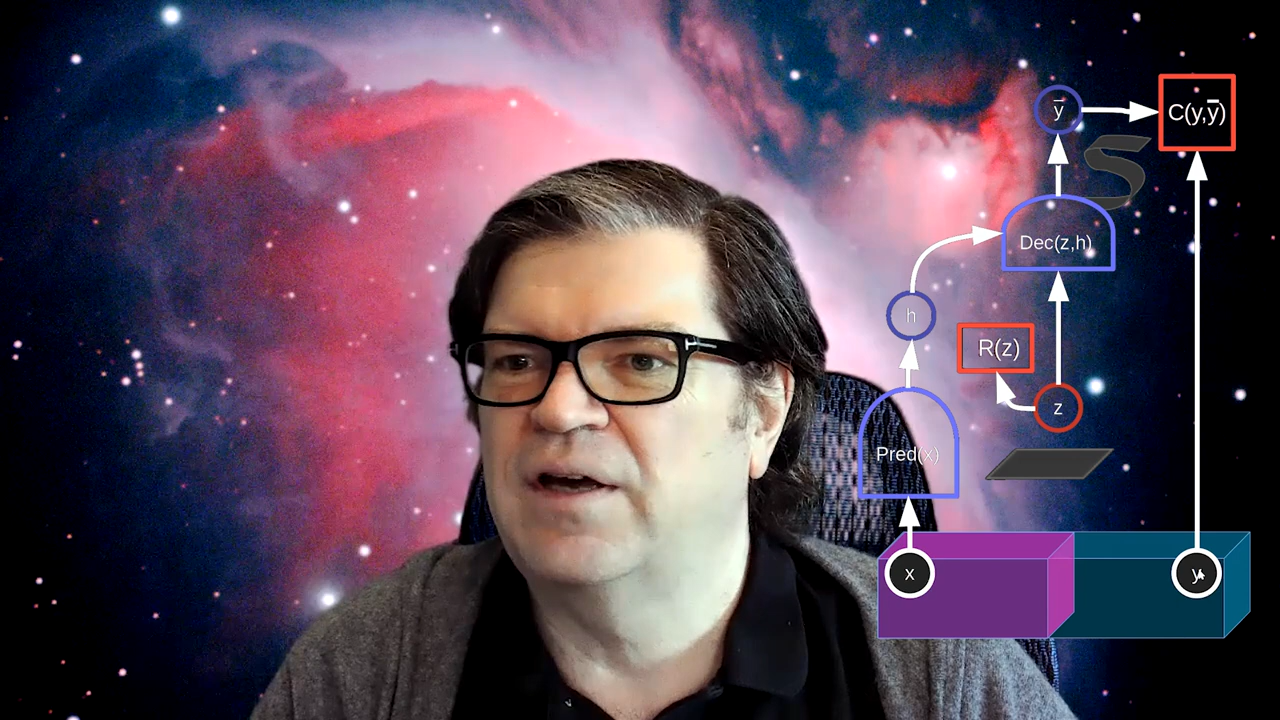 ȳ
C(y,ȳ)
Dec(z,h)
h
R(z)
z
Pred(x)
x
y